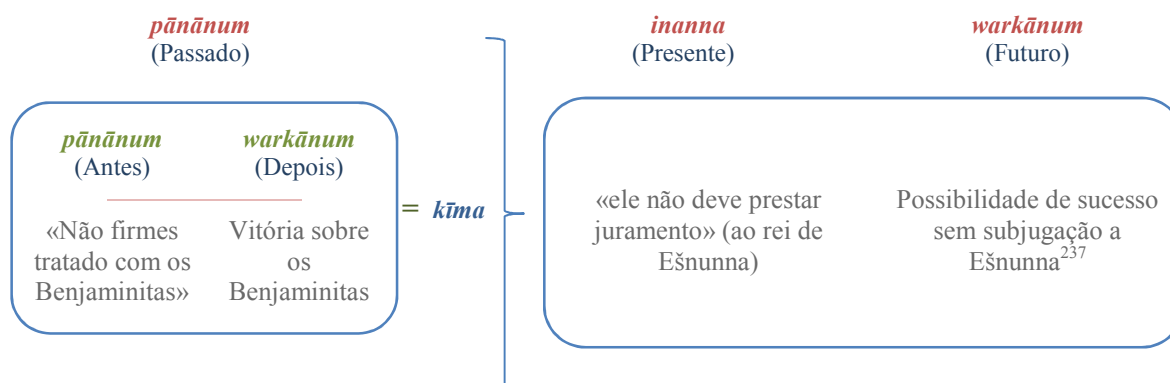 pānānum
(Passado)
inanna
(Presente)
warkānum
(Futuro)
pānānum
(Antes)
warkānum
(Depois)
«Não firmes
tratado com os
Benjaminitas»
Vitória sobre
os
Benjaminitas
= kīma
«ele não deve prestar
juramento» (ao rei de
Ešnunna)
Possibilidade de sucesso
sem subjugação a
Ešnunna²³⁷